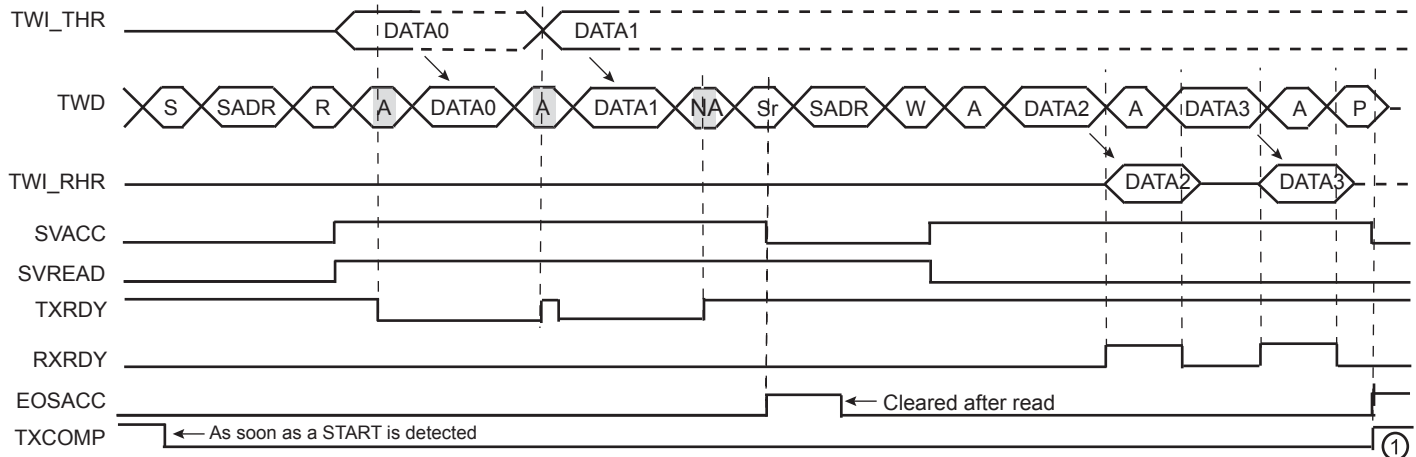 TWI_THR DATA0 DATA1
TWD S SADR R A DATA0 A DATA1 NA Sr SADR W A DATA2 A DATA3 A P
TWI_RHR DATA2 DATA3
SVACC
SVREAD
TXRDY
RXRDY
EOSACC Cleared after read
TXCOMP As soon as a START is detected 1